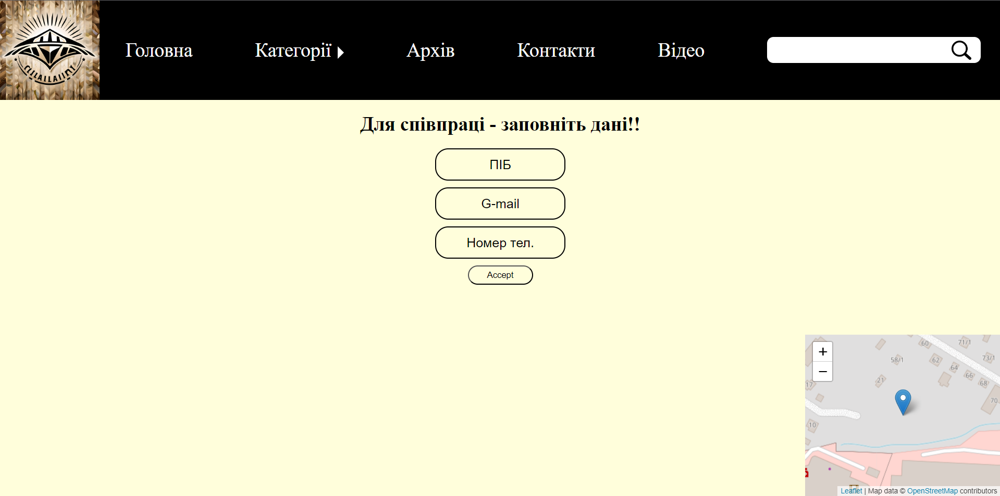 Головна
Категорії
Архів
Контакти
Відео
Для співпраці - заповніть дані!!
ПІБ
G-mail
Номер тел.
Accept
+
−
60
71/1
58/1
62
73/1
64
66
21
68
17
70
10
Leaflet | Map data © OpenStreetMap contributors